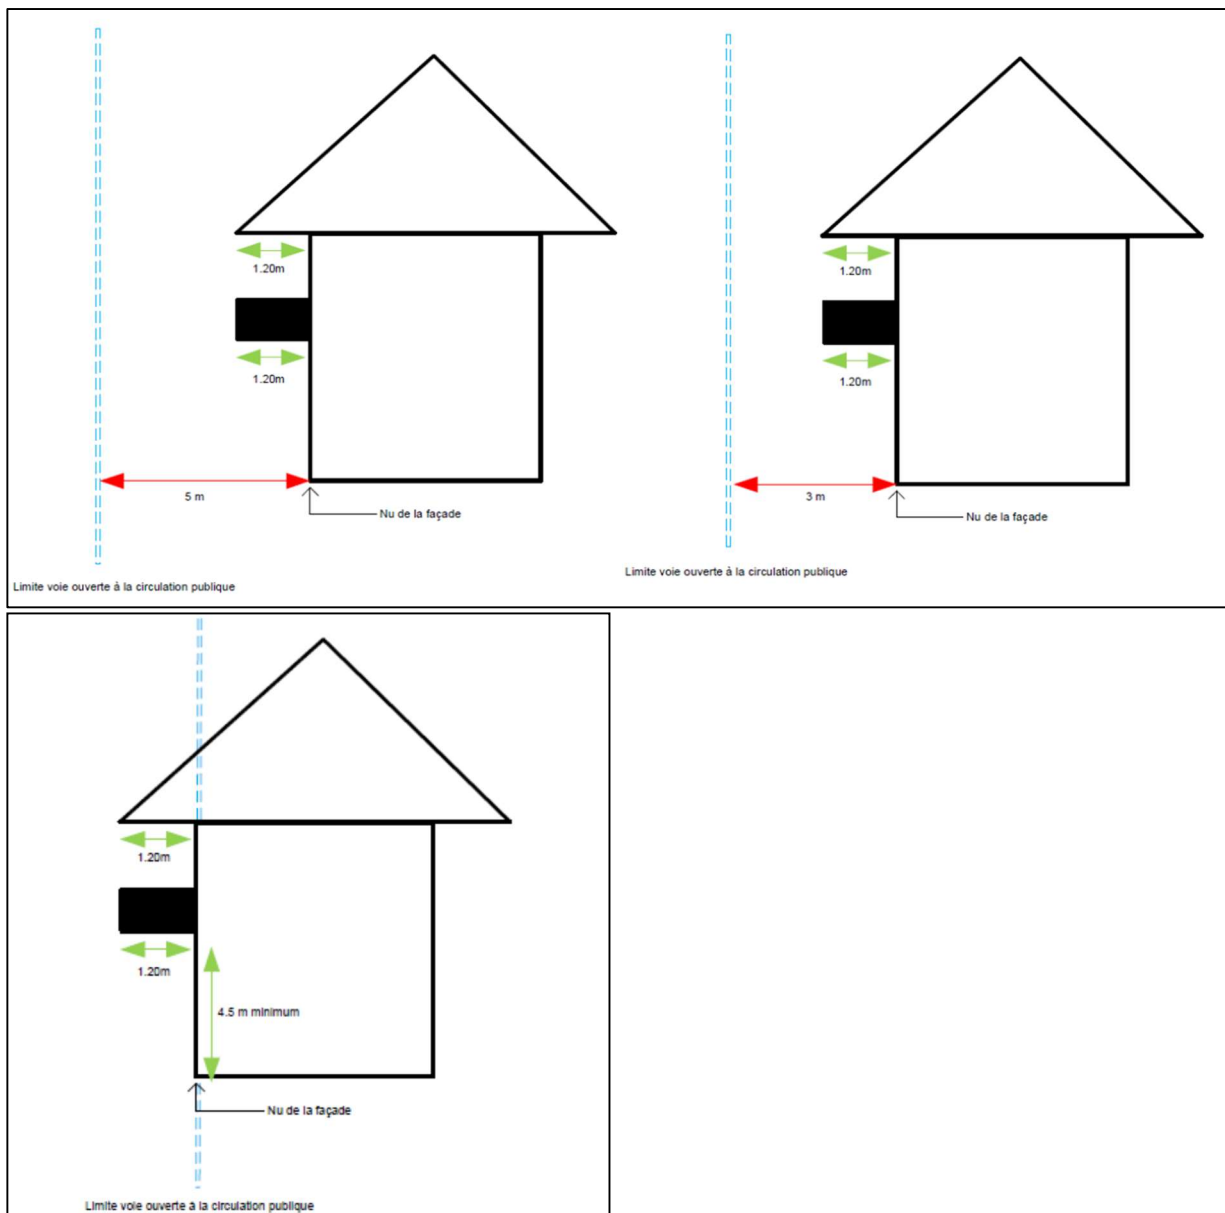 1.20m
1.20m
5 m
Nu de la façade
Limite voie ouverte à la circulation publique
1.20m
1.20m
3 m
Nu de la façade
Limite voie ouverte à la circulation publique
1.20m
1.20m
4.5 m minimum
Nu de la façade
Limite voie ouverte à la circulation publique